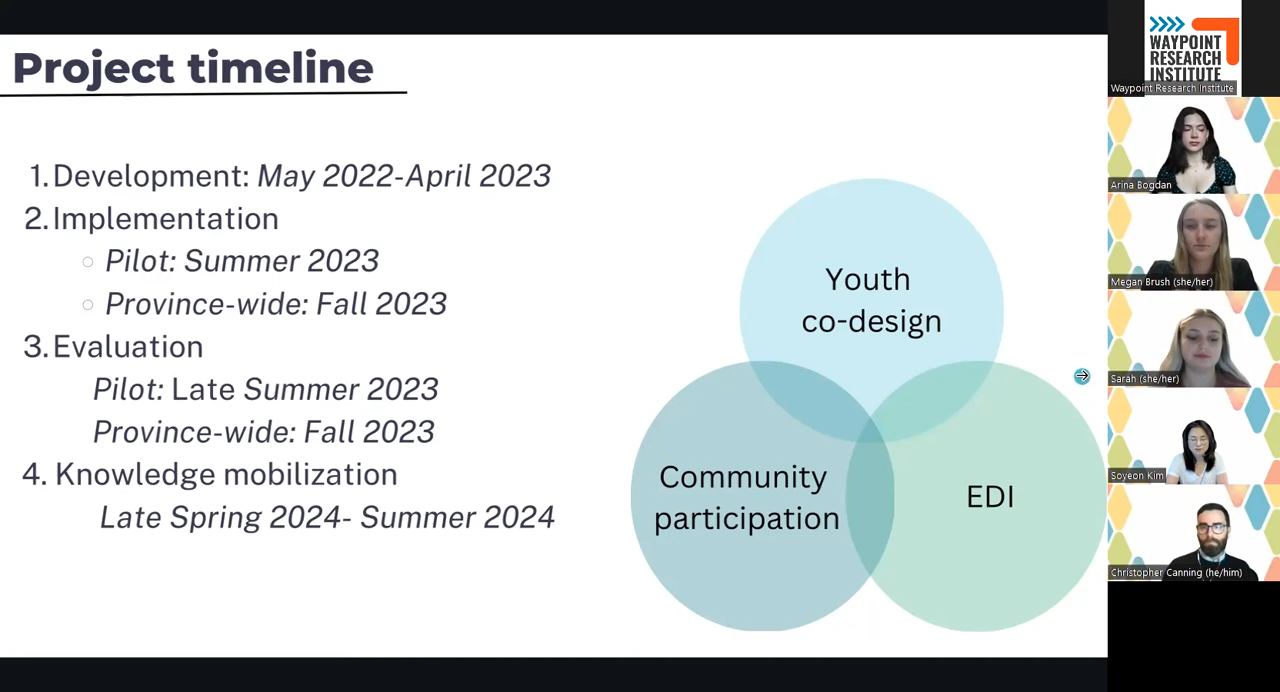 Project timeline
1. Development: May 2022-April 2023
2. Implementation
Pilot: Summer 2023
Province-wide: Fall 2023
3. Evaluation
Pilot: Late Summer 2023
Province-wide: Fall 2023
4. Knowledge mobilization
Late Spring 2024- Summer 2024
Youth
co-design
Community
participation
EDI
WAYPOINT
RESEARCH
INSTITUTE
Waypoint Research Institute
Arina Bogdan
Megan Brush (she/her)
Sarah (she/her)
Soyeon Kim
Christopher Canning (he/him)